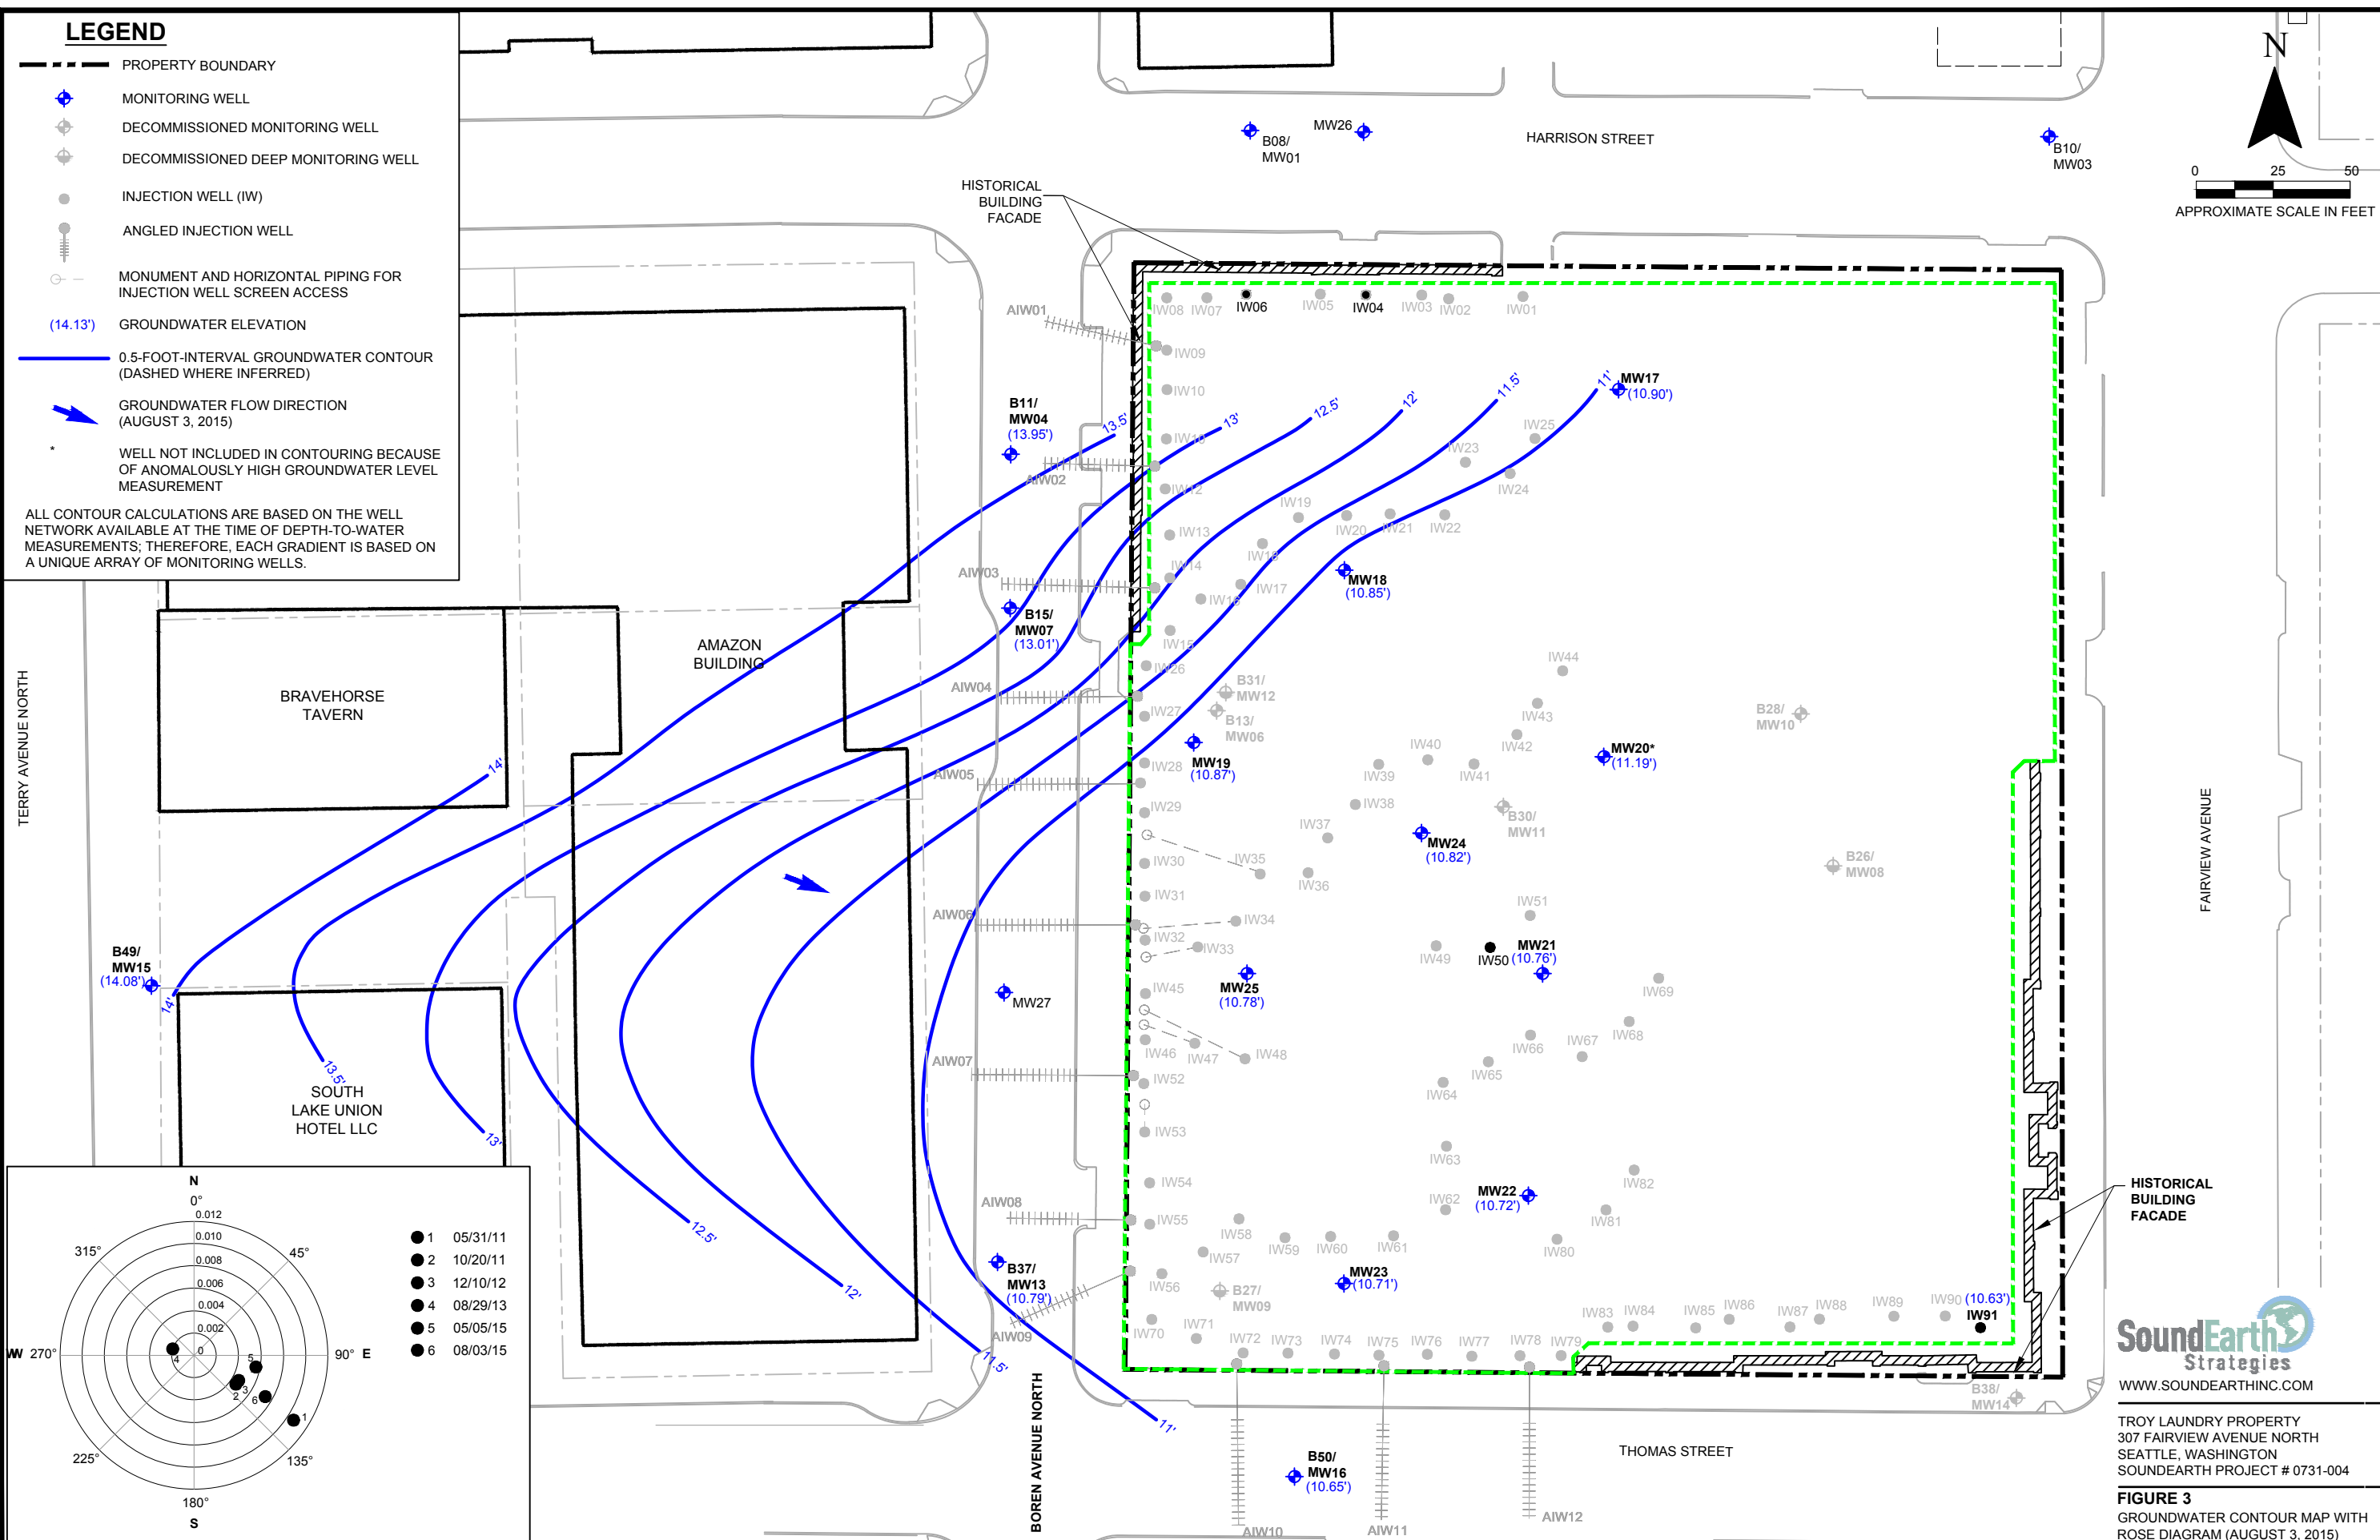 LEGEND
PROPERTY BOUNDARY
MONITORING WELL
DECOMMISSIONED MONITORING WELL
DECOMMISSIONED DEEP MONITORING WELL
INJECTION WELL (IW)
ANGLED INJECTION WELL
MONUMENT AND HORIZONTAL PIPING FOR
INJECTION WELL SCREEN ACCESS
(14.13') GROUNDWATER ELEVATION
0.5-FOOT-INTERVAL GROUNDWATER CONTOUR
(DASHED WHERE INFERRED)
GROUNDWATER FLOW DIRECTION
(AUGUST 3, 2015)
* WELL NOT INCLUDED IN CONTOURING BECAUSE
OF ANOMALOUSLY HIGH GROUNDWATER LEVEL
MEASUREMENT
ALL CONTOUR CALCULATIONS ARE BASED ON THE WELL
NETWORK AVAILABLE AT THE TIME OF DEPTH-TO-WATER
MEASUREMENTS; THEREFORE, EACH GRADIENT IS BASED ON
A UNIQUE ARRAY OF MONITORING WELLS.
B08/
MW01
MW26
HARRISON STREET
B10/
MW03
N
0 25 50
APPROXIMATE SCALE IN FEET
HISTORICAL
BUILDING
FACADE
AIW01
IW08 IW07 IW06 IW05 IW04 IW03 IW02 IW01
IW09
IW10
B11/
MW04
(13.95')
13.5'
13'
12.5'
12'
11.5'
11'
MW17
(10.90')
IW25
IW23
IW24
AIW02
IW12
IW19
IW20 IW21 IW22
IW13
IW18
AIW03
IW14
IW17
IW16
MW18
(10.85')
B15/
MW07
(13.01')
IW15
AMAZON
BUILDING
BRAVEHORSE
TAVERN
TERRY AVENUE NORTH
IW26
AIW04
B31/
MW12
IW27
B13/
MW06
IW44
IW43
IW42
B28/
MW10
MW19
(10.87')
IW28
AIW05
IW40
IW39
IW41
MW20*
(11.19')
14'
IW29
IW38
IW37
B30/
MW11
MW24
(10.82')
FAIRVIEW AVENUE
IW30
IW35
IW36
B26/
MW08
IW31
AIW06
IW34
IW32
IW33
IW51
IW49
IW50
MW21
(10.76')
B49/
MW15
(14.08')
14'
MW27
IW45
MW25
(10.78')
IW69
IW68
IW46
IW47
IW48
IW66
IW67
IW65
AIW07
IW52
IW64
13.5'
SOUTH
LAKE UNION
HOTEL LLC
13'
IW53
IW63
IW54
MW22
(10.72')
IW62
IW82
IW81
HISTORICAL
BUILDING
FACADE
AIW08
IW55
IW58
IW57
IW59
IW60
IW61
IW80
12.5'
B37/
MW13
(10.79')
12'
IW56
B27/
MW09
MW23
(10.71')
AIW09
IW70
IW71
IW72 IW73 IW74 IW75 IW76 IW77 IW78 IW79
IW83 IW84 IW85 IW86 IW87 IW88 IW89 IW90
(10.63')
IW91
11.5'
11'
B38/
MW14
BOREN AVENUE NORTH
B50/
MW16
(10.65')
THOMAS STREET
AIW10
AIW11
AIW12
N
0°
0.012
0.010
0.008
0.006
0.004
0.002
0
315°
45°
W 270°
90° E
225°
135°
180°
S
4
5
3
2
6
1
1 05/31/11
2 10/20/11
3 12/10/12
4 08/29/13
5 05/05/15
6 08/03/15
SoundEarth
Strategies
WWW.SOUNDEARTHINC.COM
TROY LAUNDRY PROPERTY
307 FAIRVIEW AVENUE NORTH
SEATTLE, WASHINGTON
SOUNDEARTH PROJECT # 0731-004
FIGURE 3
GROUNDWATER CONTOUR MAP WITH
ROSE DIAGRAM (AUGUST 3, 2015)